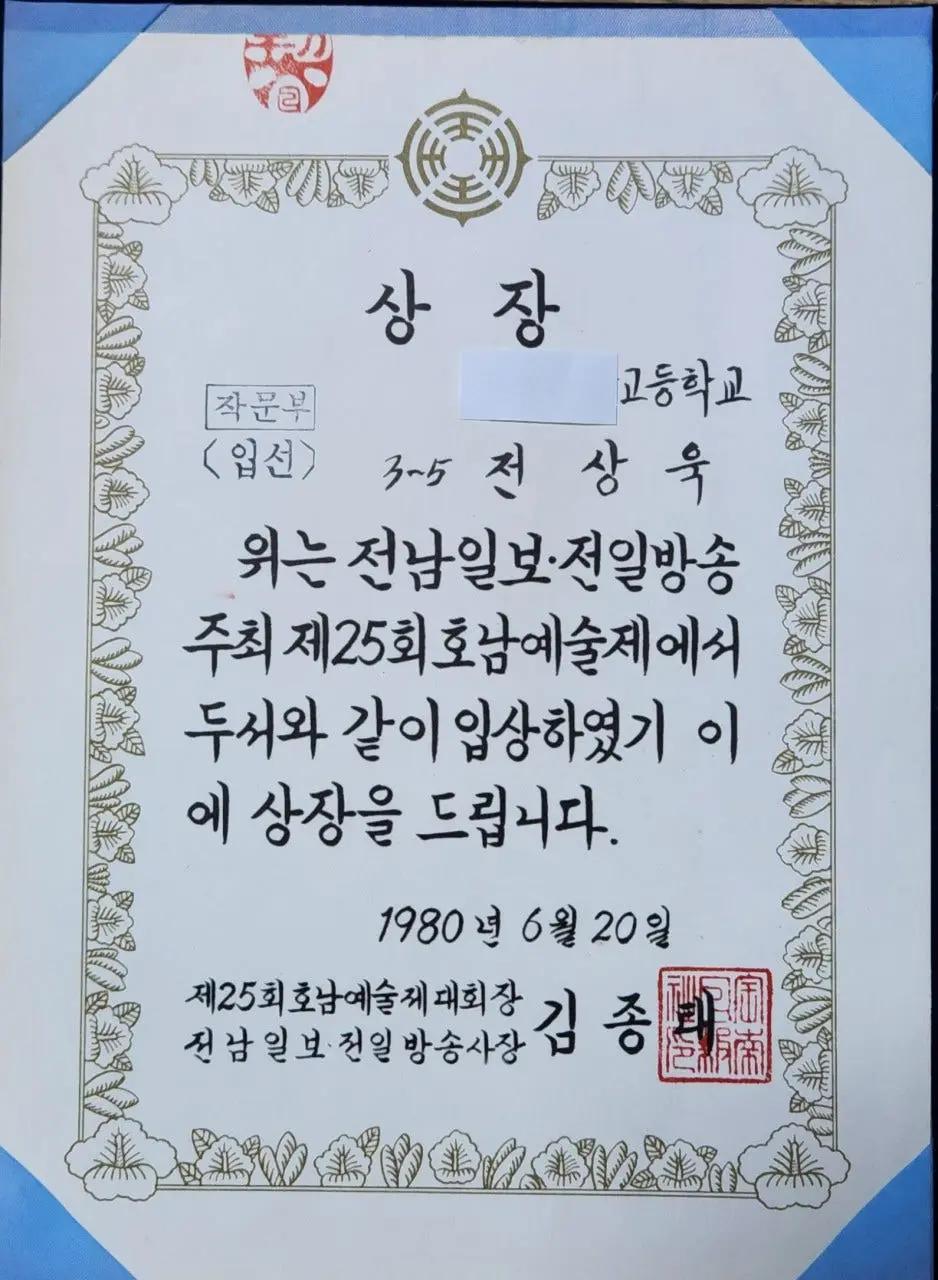 상 장
고등학교
작문부
(입선)
3~5 전 상 욱
위는 전남일보·전일방송
주최 제25회 호남예술제에서
두서와 같이 입상하였기 이
에 상장을 드립니다.
1980년 6월 20일
제25회 호남예술제 대회장
전남일보·전일방송사장
김 종 태